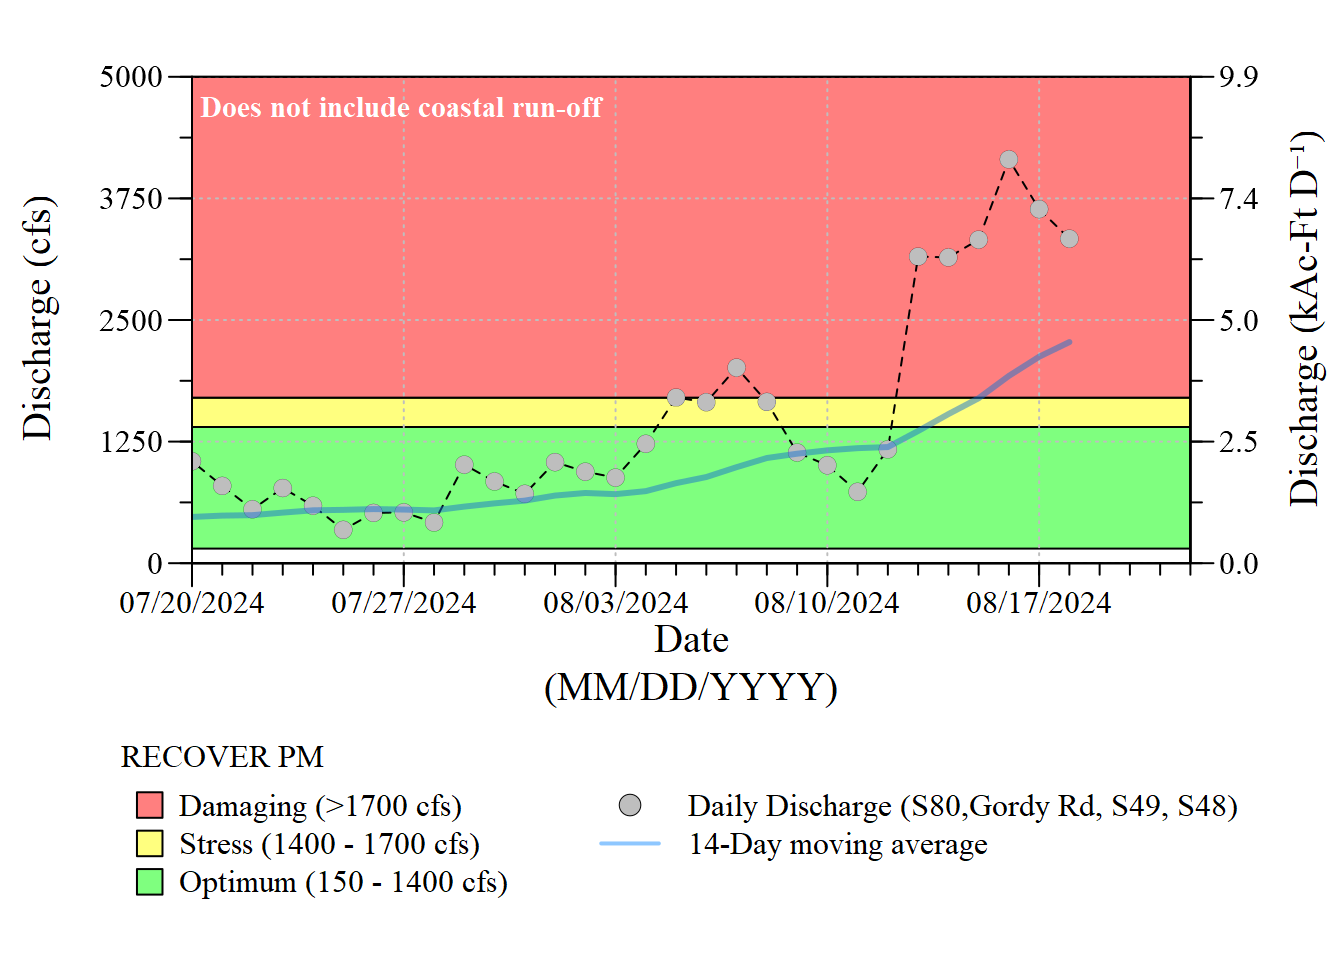 5000
3750
2500
1250
0
Discharge (cfs)
Does not include coastal run-off
9.9
7.4
5.0
2.5
0.0
Discharge (kAc-Ft D⁻¹)
07/20/2024
07/27/2024
08/03/2024
08/10/2024
08/17/2024
Date
(MM/DD/YYYY)
RECOVER PM
Damaging (>1700 cfs)
Stress (1400 - 1700 cfs)
Optimum (150 - 1400 cfs)
Daily Discharge (S80,Gordy Rd, S49, S48)
14-Day moving average